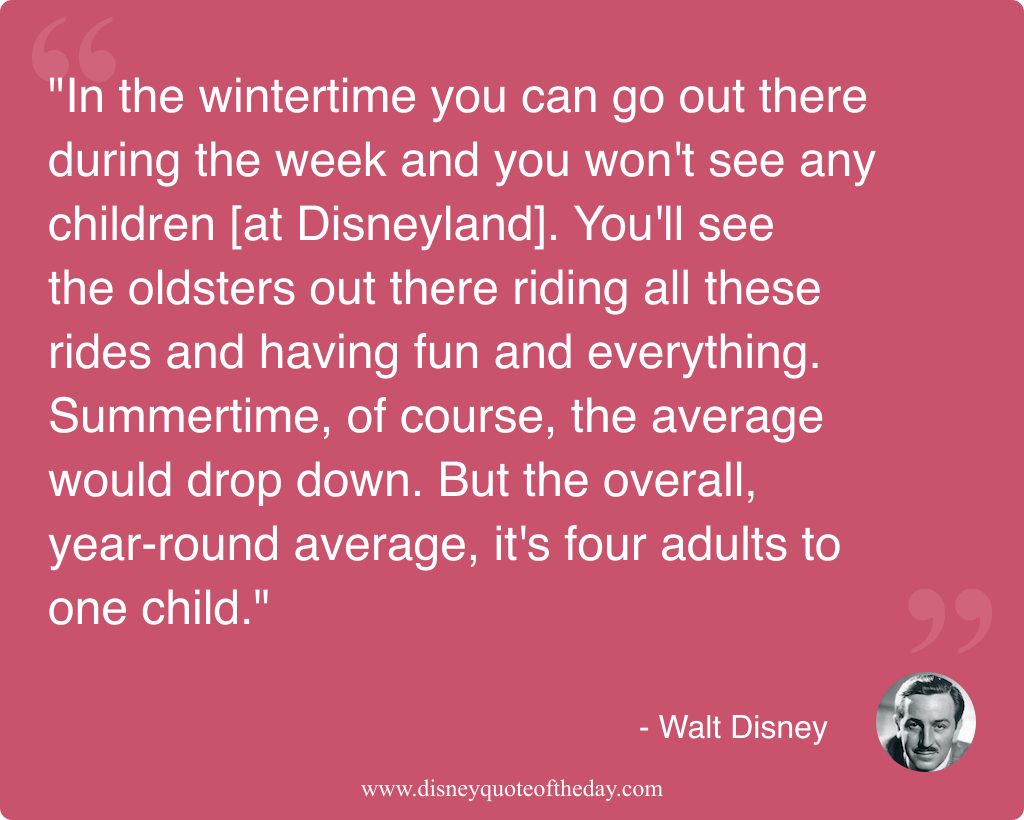 "In the wintertime you can go out there
during the week and you won't see any
children [at Disneyland]. You'll see
the oldsters out there riding all these
rides and having fun and everything.
Summertime, of course, the average
would drop down. But the overall,
year-round average, it's four adults to
one child."
- Walt Disney
www.disneyquoteoftheday.com